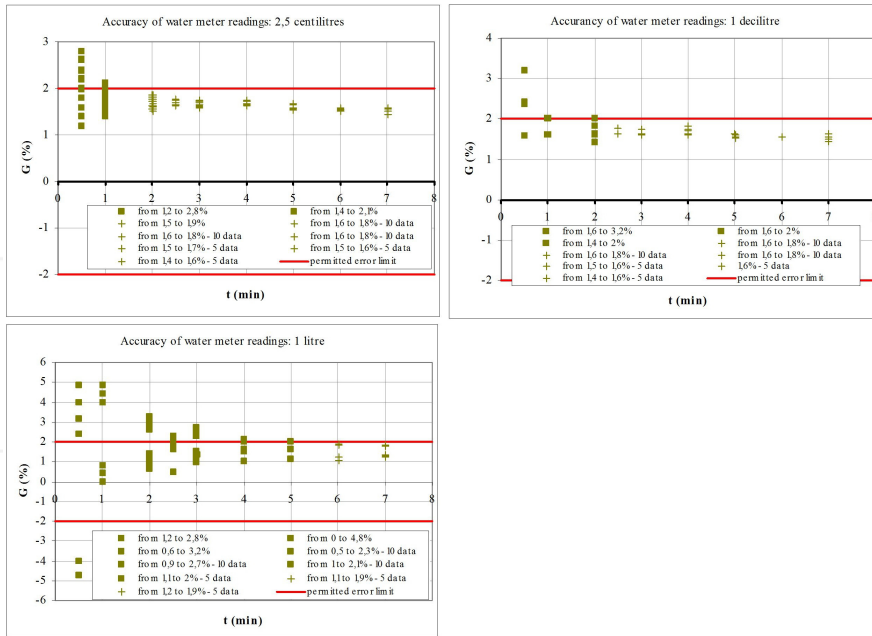 Accuracy of water meter readings: 2,5 centilitres
G (%)
3
2
1
0
-1
-2
0 1 2 3 4 5 6 7 8
from 1,2 to 2,8% from 1,4 to 2,1%
from 1,5 to 1,9% from 1,6 to 1,8% - 10 data
from 1,6 to 1,8% - 10 data from 1,6 to 1,8% - 10 data
from 1,5 to 1,7% - 5 data from 1,5 to 1,6% - 5 data
from 1,4 to 1,6% - 5 data permitted error limit
t (min)
Accurancy of water meter readings: 1 decilitre
G (%)
4
3
2
1
0
-1
-2
0 1 2 3 4 5 6 7 8
from 1,6 to 3,2% from 1,6 to 2%
from 1,4 to 2% from 1,6 to 1,8% - 10 data
from 1,6 to 1,8% - 10 data from 1,6 to 1,8% - 10 data
from 1,5 to 1,6% - 5 data 1,6% - 5 data
from 1,4 to 1,6% - 5 data permitted error limit
t (min)
Accuracy of water meter readings: 1 litre
G (%)
6
5
4
3
2
1
0
-1
-2
-3
-4
-5
-6
0 1 2 3 4 5 6 7 8
from 1,2 to 2,8% from 0 to 4,8%
from 0,6 to 3,2% from 0,5 to 2,3% - 10 data
from 0,9 to 2,7% - 10 data from 1 to 2,1% - 10 data
from 1,1to 2% - 5 data from 1,1to 1,9% - 5 data
from 1,2 to 1,9% - 5 data permitted error limit
t (min)